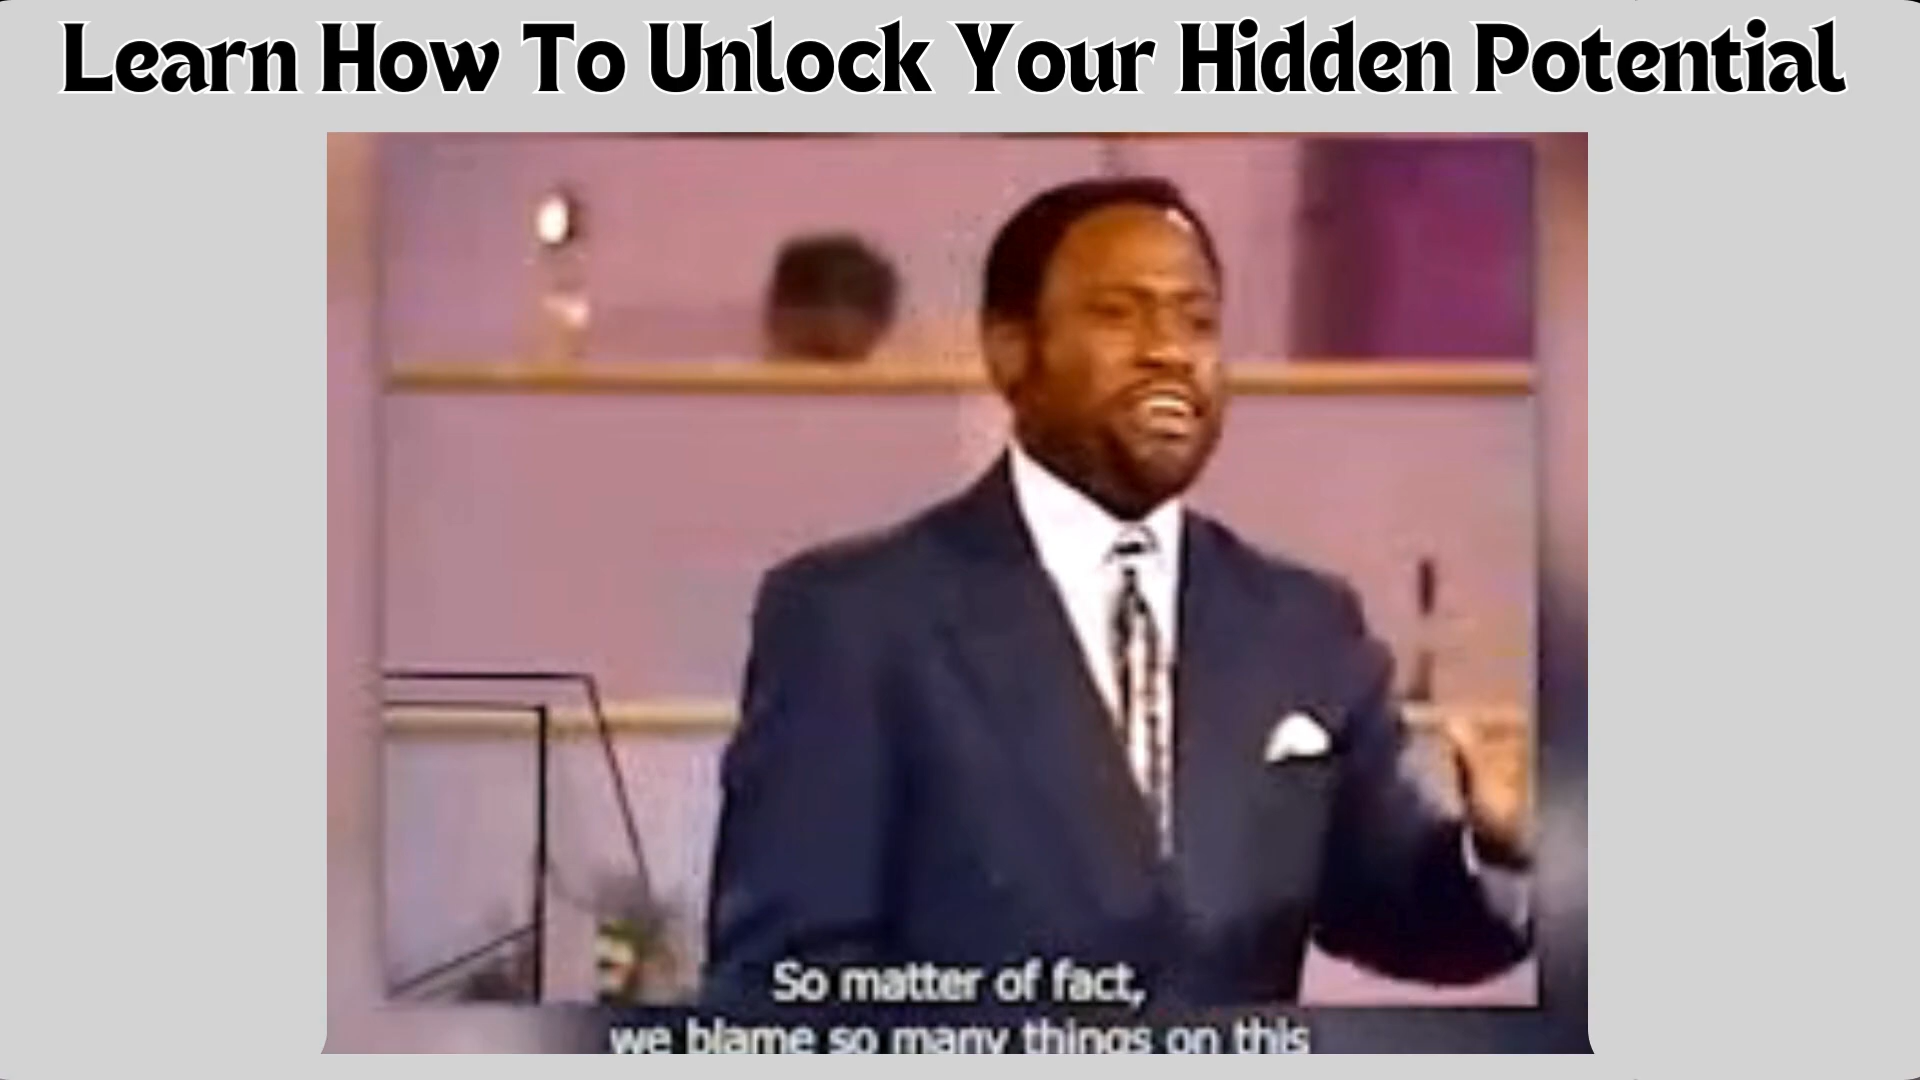 Learn How To Unlock Your Hidden Potential
So matter of fact,
we blame so many things on this